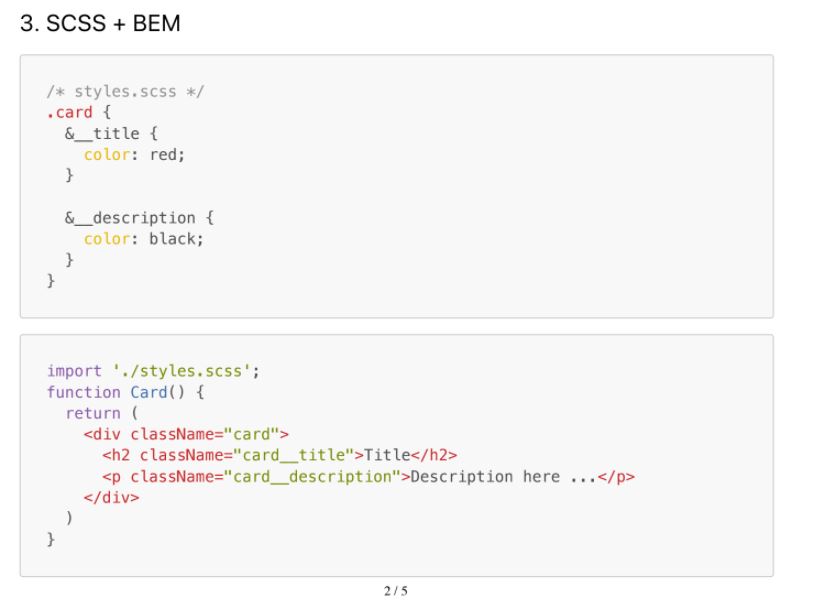 3. SCSS + BEM
/* styles.scss */
.card {
  &__title {
    color: red;
  }
  &__description {
    color: black;
  }
}
import './styles.scss';
function Card() {
  return (
    <div className="card">
      <h2 className="card__title">Title</h2>
      <p className="card__description">Description here ...</p>
    </div>
  )
}
2 / 5